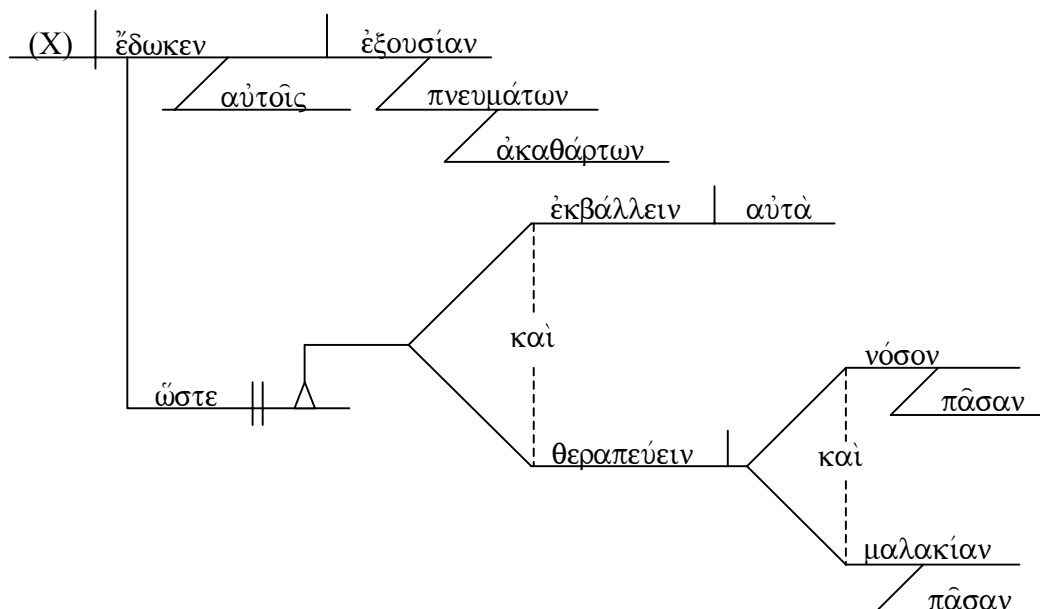 (X) ἔδωκεν ἐξουσίαν
αὐτοῖς πνευμάτων
ἀκαθάρτων
ἐκβάλλειν αὐτὰ
καὶ
νόσον
ὥστε πᾶσαν
θεραπεύειν καὶ
μαλακίαν
πᾶσαν